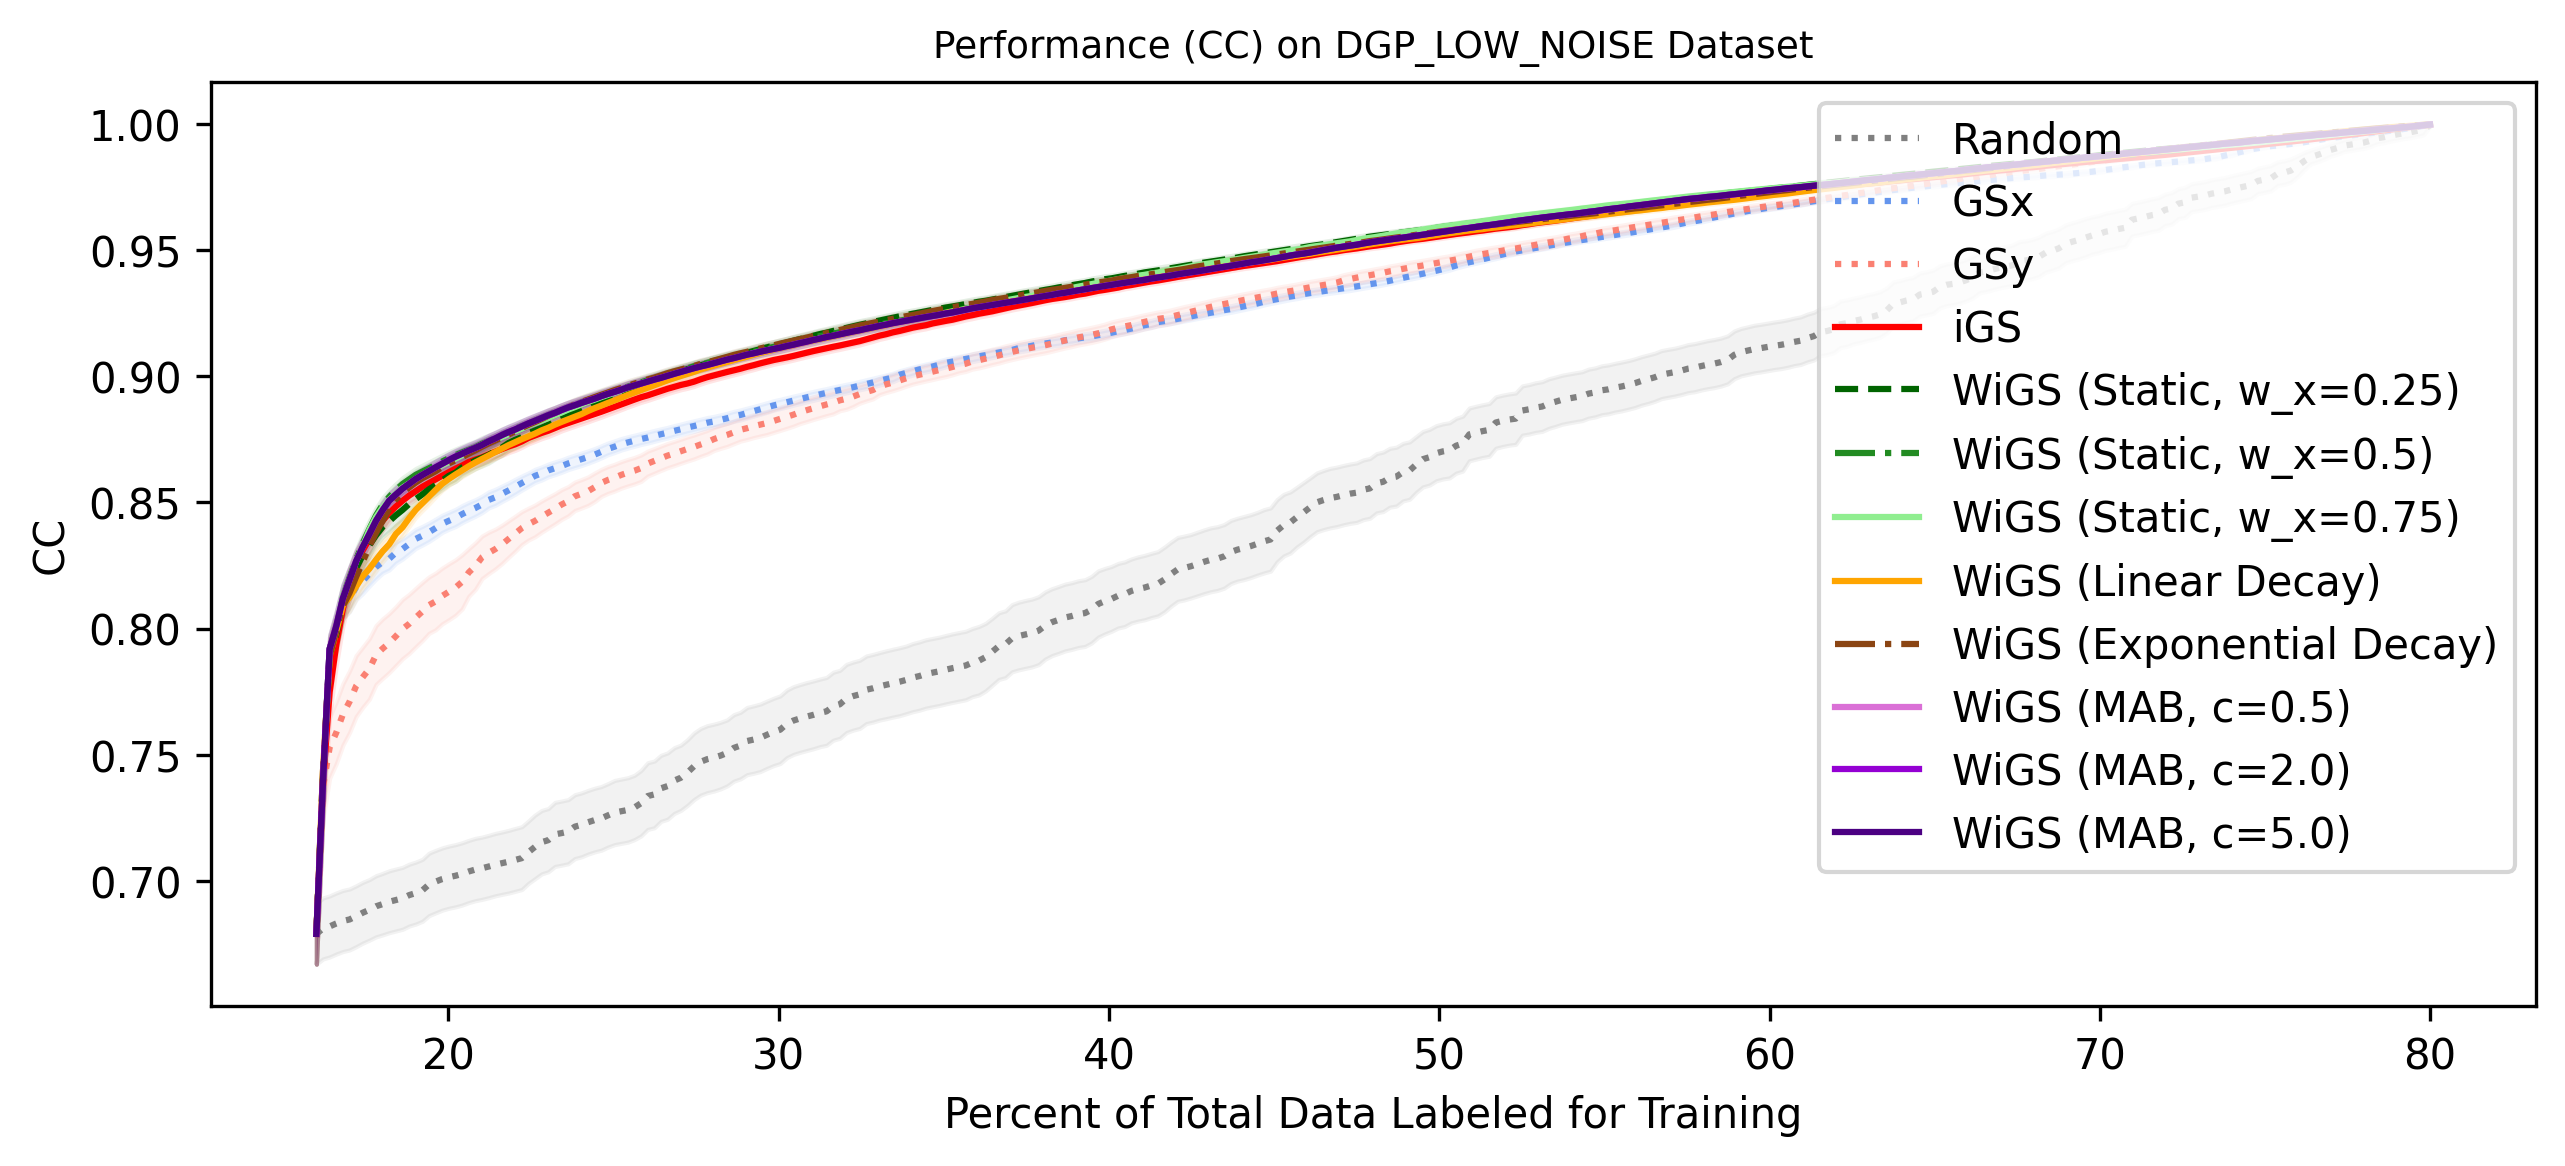 Performance (CC) on DGP_LOW_NOISE Dataset
CC
1.00
0.95
0.90
0.85
0.80
0.75
0.70
Random
GSx
GSy
iGS
WiGS (Static, w_x=0.25)
WiGS (Static, w_x=0.5)
WiGS (Static, w_x=0.75)
WiGS (Linear Decay)
WiGS (Exponential Decay)
WiGS (MAB, c=0.5)
WiGS (MAB, c=2.0)
WiGS (MAB, c=5.0)
20 30 40 50 60 70 80
Percent of Total Data Labeled for Training